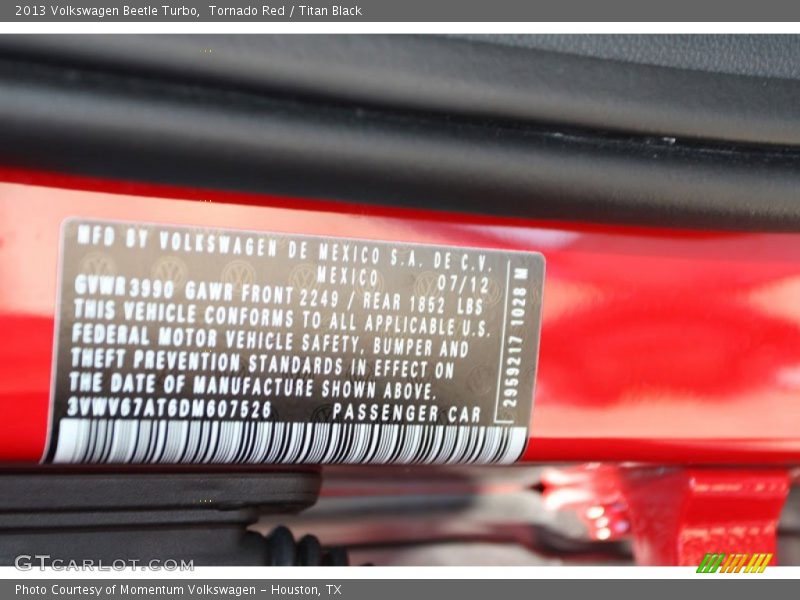 2013 Volkswagen Beetle Turbo,  Tornado Red / Titan Black
MFD BY VOLKSWAGEN DE MEXICO S.A. DE C.V.
MEXICO 07/12
GVWR3990 GAWR FRONT 2249 / REAR 1852 LBS
THIS VEHICLE CONFORMS TO ALL APPLICABLE U.S.
FEDERAL MOTOR VEHICLE SAFETY, BUMPER AND
THEFT PREVENTION STANDARDS IN EFFECT ON
THE DATE OF MANUFACTURE SHOWN ABOVE.
3VWV67AT6DM607526 PASSENGER CAR
2959217 1028 M
GTcarlot.com
Photo Courtesy of Momentum Volkswagen - Houston, TX